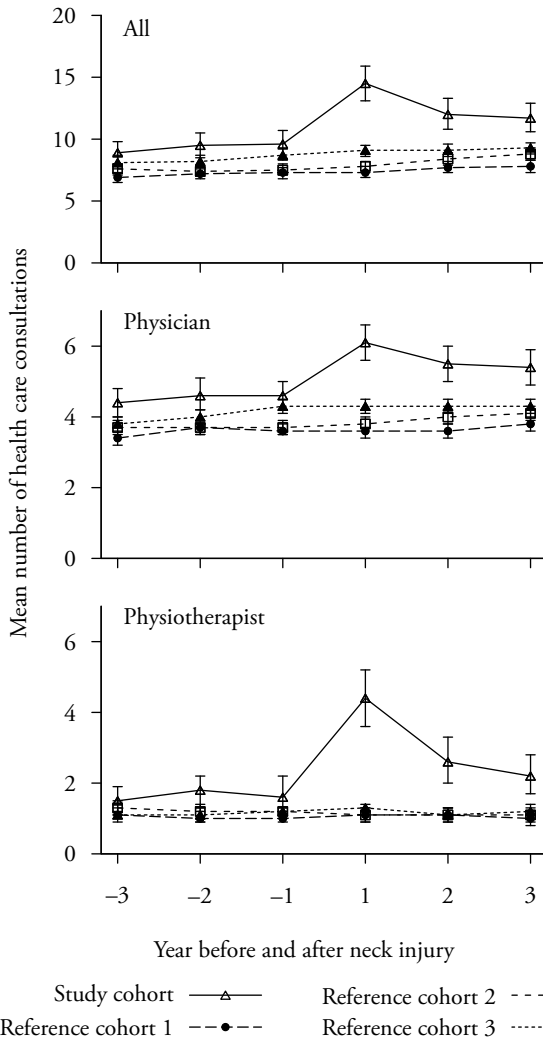 20
All
15
10
5
0
Physician
6
4
2
0
Physiotherapist
6
4
2
0
Mean number of health care consultations
–3 –2 –1 1 2 3
Year before and after neck injury
Study cohort Reference cohort 2
Reference cohort 1 Reference cohort 3